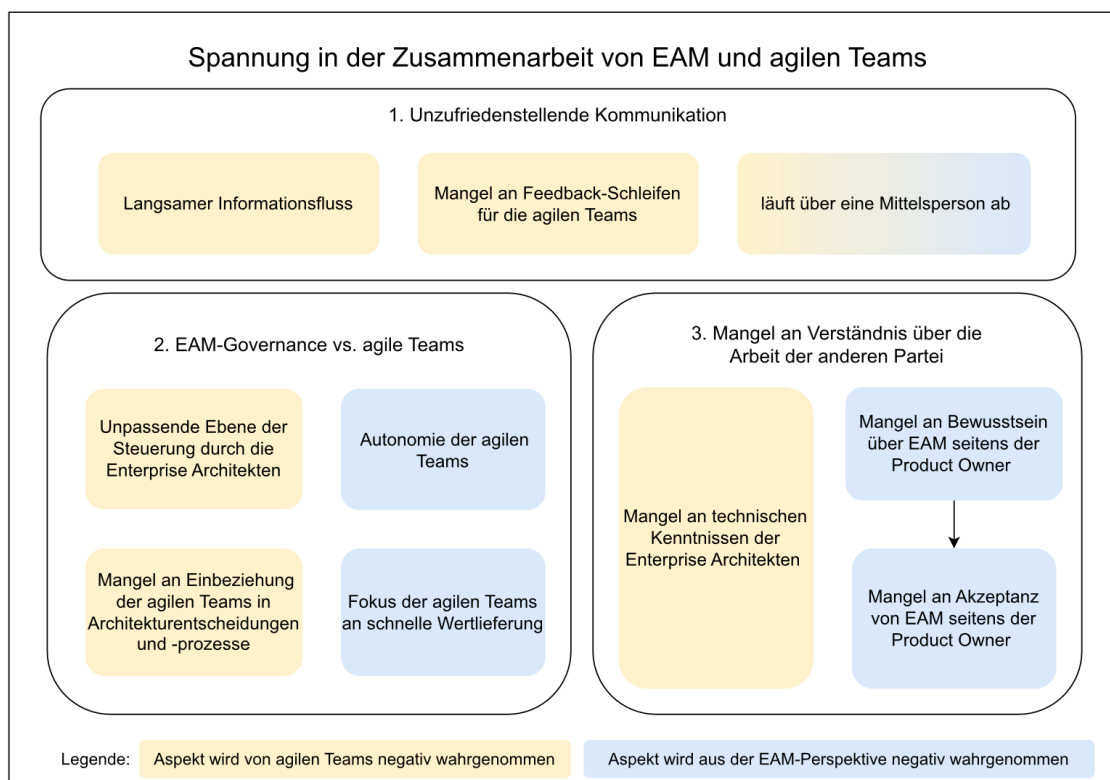 Spannung in der Zusammenarbeit von EAM und agilen Teams
1. Unzufriedenstellende Kommunikation
Langsamer Informationsfluss
Mangel an Feedback-Schleifen
für die agilen Teams
läuft über eine Mittelsperson ab
2. EAM-Governance vs. agile Teams
Unpassende Ebene der
Steuerung durch die
Enterprise Architekten
Autonomie der agilen
Teams
Mangel an Einbeziehung
der agilen Teams in
Architekturentscheidungen
und -prozesse
Fokus der agilen Teams
an schnelle Wertlieferung
3. Mangel an Verständnis über die
Arbeit der anderen Partei
Mangel an technischen
Kenntnissen der
Enterprise Architekten
Mangel an Bewusstsein
über EAM seitens der
Product Owner
Mangel an Akzeptanz
von EAM seitens der
Product Owner
Legende:
Aspekt wird von agilen Teams negativ wahrgenommen
Aspekt wird aus der EAM-Perspektive negativ wahrgenommen